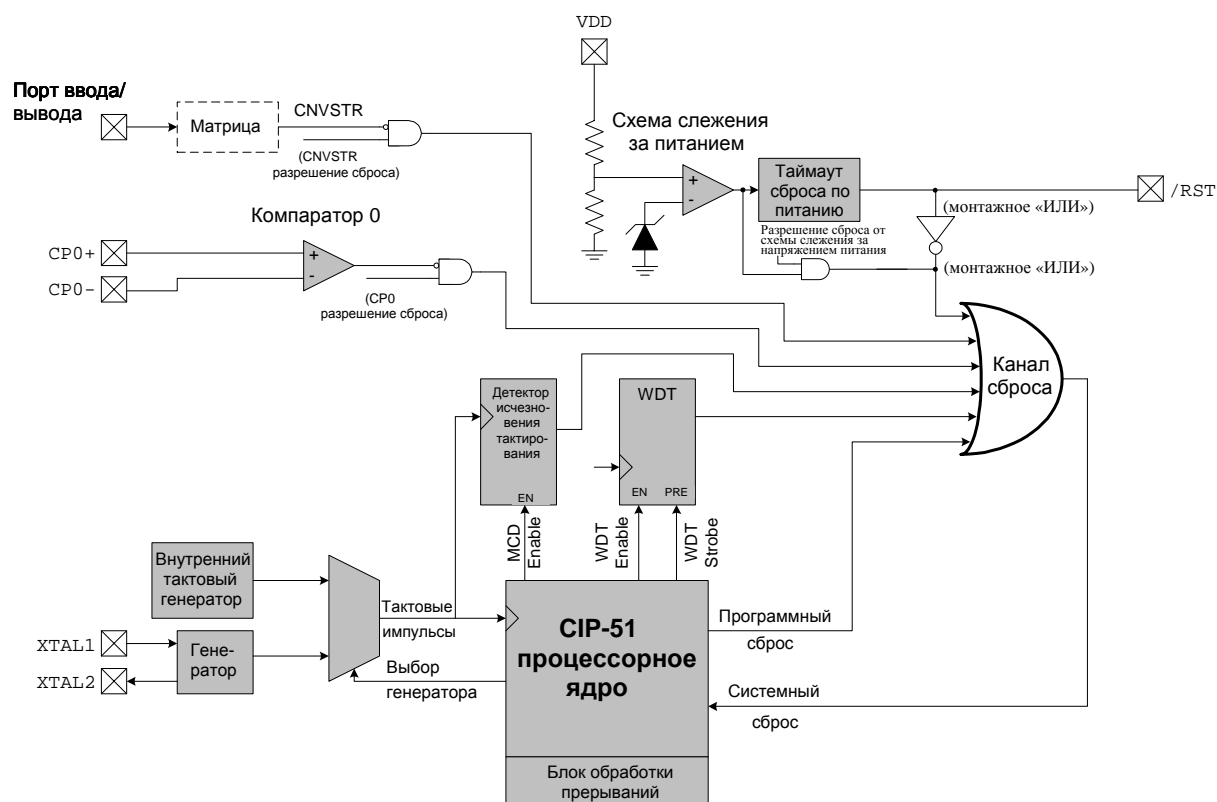 VDD
Порт ввода/
вывода
Матрица
CNVSTR
(CNVSTR
разрешение сброса)
Схема слежения
за питанием
+
-
Таймаут
сброса по
питанию
/RST
(монтажное «ИЛИ»)
Разрешение сброса от
схемы слежения за
напряжением питания
(монтажное «ИЛИ»)
Компаратор 0
CP0+
CP0-
+
-
(CP0
разрешение сброса)
Канал
сброса
Детектор
исчезно-
вения
тактиро-
вания
EN
WDT
EN PRE
MCD
Enable
WDT
Enable
WDT
Strobe
Внутренний
тактовый
генератор
XTAL1
XTAL2
Гене-
ратор
Тактовые
импульсы
Выбор
генератора
CIP-51
процессорное
ядро
Программный
сброс
Системный
сброс
Блок обработки
прерываний